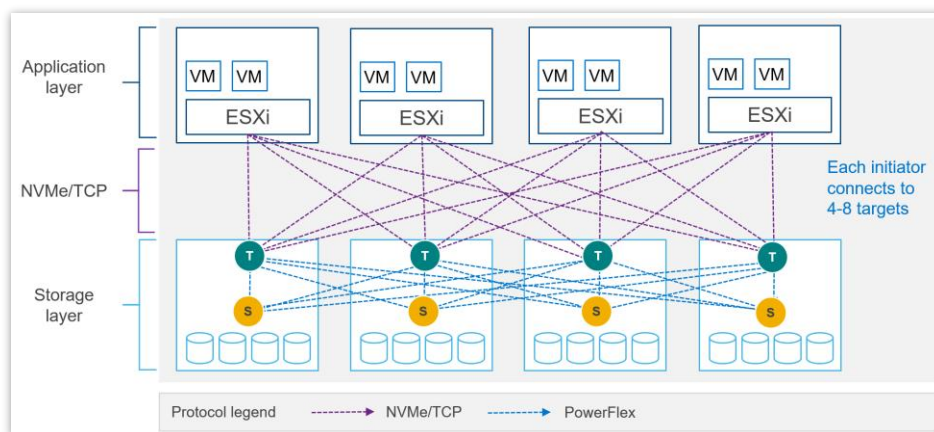 Application
layer
VM VM
ESXi
VM VM
ESXi
VM VM
ESXi
VM VM
ESXi
NVMe/TCP
Each initiator
connects to
4-8 targets
Storage
layer
T T T T
S S S S
Protocol legend NVMe/TCP PowerFlex